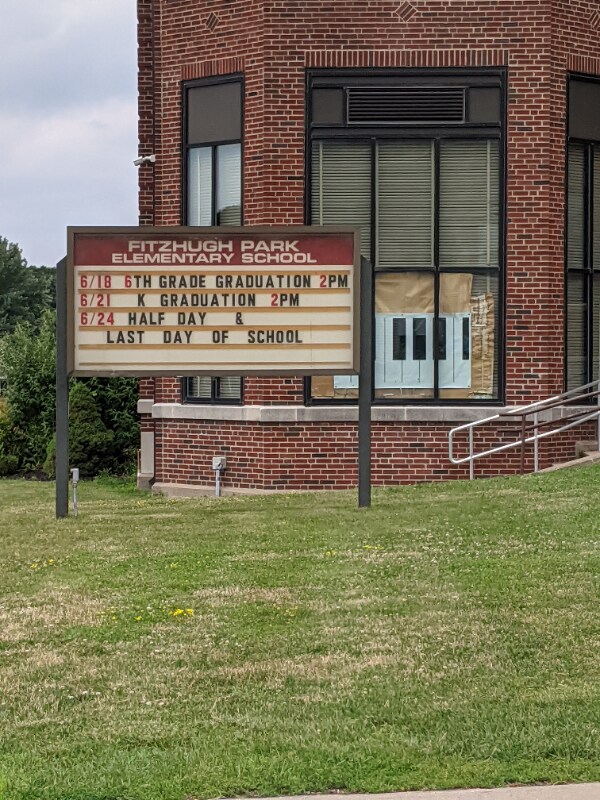 FITZHUGH PARK
ELEMENTARY SCHOOL
6/18 6TH GRADE GRADUATION 2PM
6/21 K GRADUATION 2PM
6/24 HALF DAY &
LAST DAY OF SCHOOL